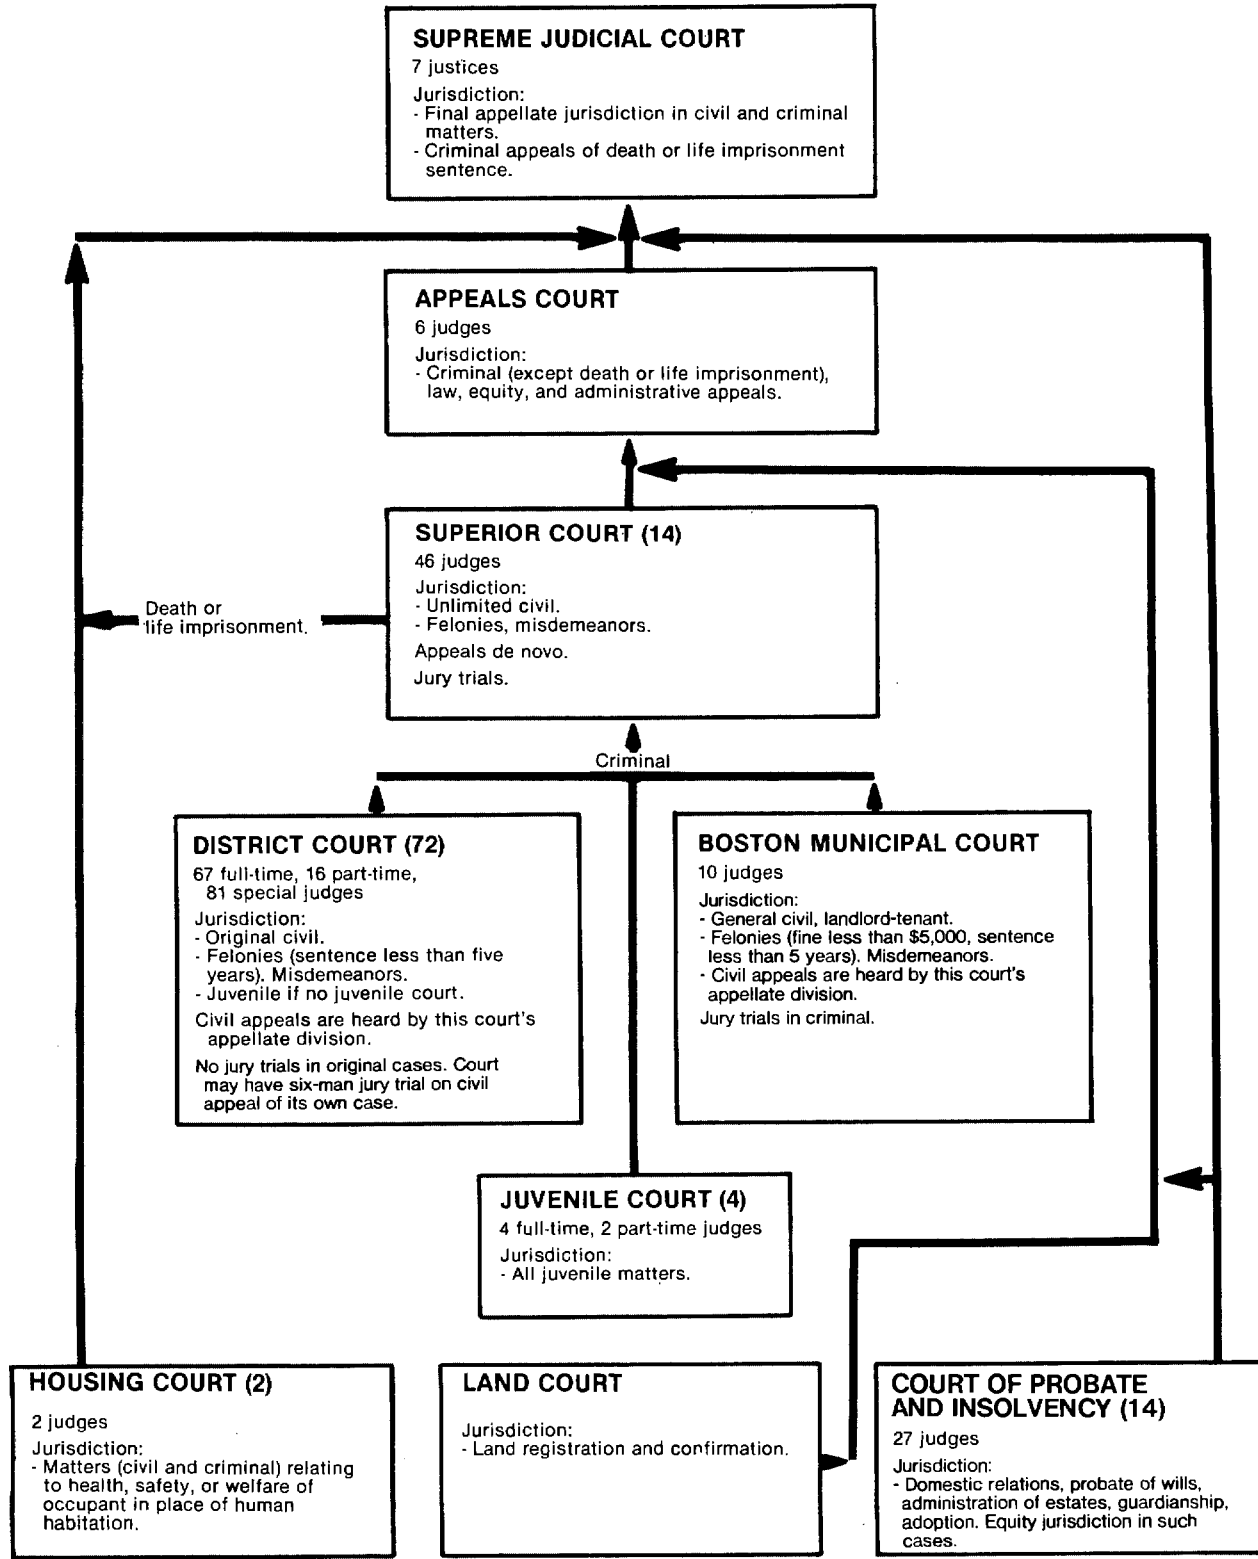 SUPREME JUDICIAL COURT
7 justices
Jurisdiction:
- Final appellate jurisdiction in civil and criminal
matters.
- Criminal appeals of death or life imprisonment
sentence.
APPEALS COURT
6 judges
Jurisdiction:
- Criminal (except death or life imprisonment),
law, equity, and administrative appeals.
SUPERIOR COURT (14)
46 judges
Jurisdiction:
- Unlimited civil.
- Felonies, misdemeanors.
Appeals de novo.
Jury trials.
Death or
life imprisonment.
Criminal
DISTRICT COURT (72)
67 full-time, 16 part-time,
81 special judges
Jurisdiction:
- Original civil.
- Felonies (sentence less than five
years). Misdemeanors.
- Juvenile if no juvenile court.
Civil appeals are heard by this court's
appellate division.
No jury trials in original cases. Court
may have six-man jury trial on civil
appeal of its own case.
BOSTON MUNICIPAL COURT
10 judges
Jurisdiction:
- General civil, landlord-tenant.
- Felonies (fine less than $5,000, sentence
less than 5 years). Misdemeanors.
- Civil appeals are heard by this court's
appellate division.
Jury trials in criminal.
JUVENILE COURT (4)
4 full-time, 2 part-time judges
Jurisdiction:
- All juvenile matters.
HOUSING COURT (2)
2 judges
Jurisdiction:
- Matters (civil and criminal) relating
to health, safety, or welfare of
occupant in place of human
habitation.
LAND COURT
Jurisdiction:
- Land registration and confirmation.
COURT OF PROBATE
AND INSOLVENCY (14)
27 judges
Jurisdiction:
- Domestic relations, probate of wills,
administration of estates, guardianship,
adoption. Equity jurisdiction in such
cases.